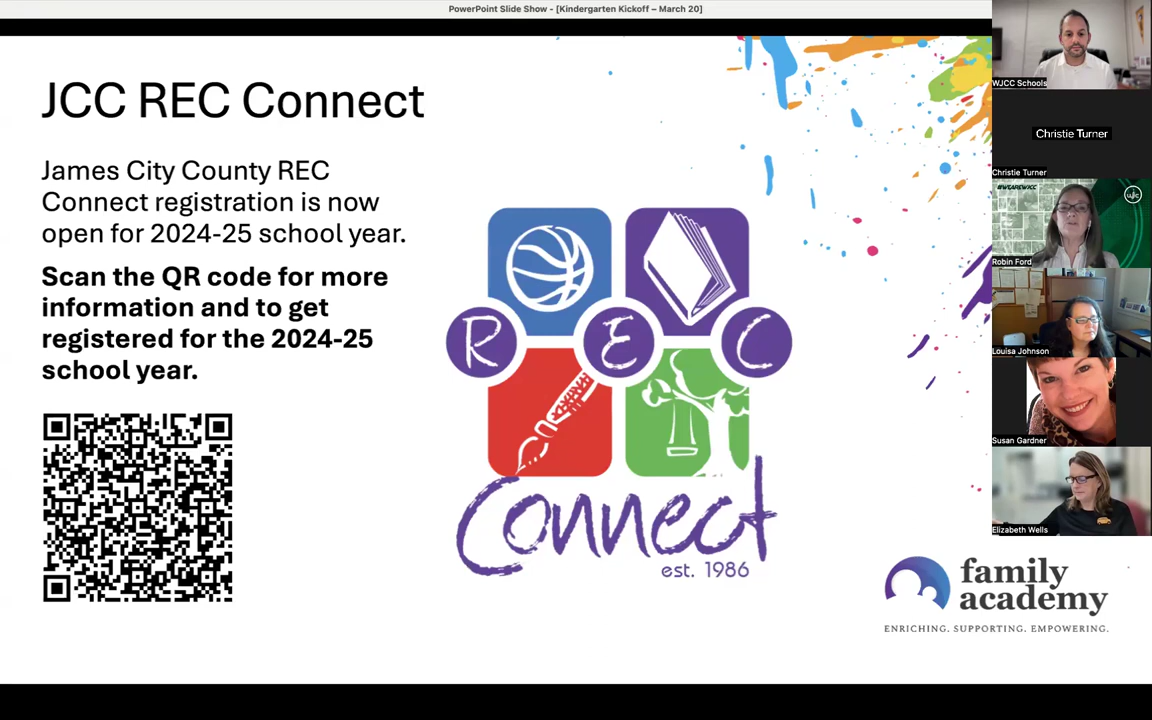 PowerPoint Slide Show - [Kindergarten Kickoff – March 20]
JCC REC Connect
James City County REC
Connect registration is now
open for 2024-25 school year.
Scan the QR code for more
information and to get
registered for the 2024-25
school year.
R E C
Connect
est. 1986
family
academy
ENRICHING. SUPPORTING. EMPOWERING.
WJCC Schools
Christie Turner
Christie Turner
#WEAREWJCC
wjc
Robin Ford
Louisa Johnson
Susan Gardner
Elizabeth Wells